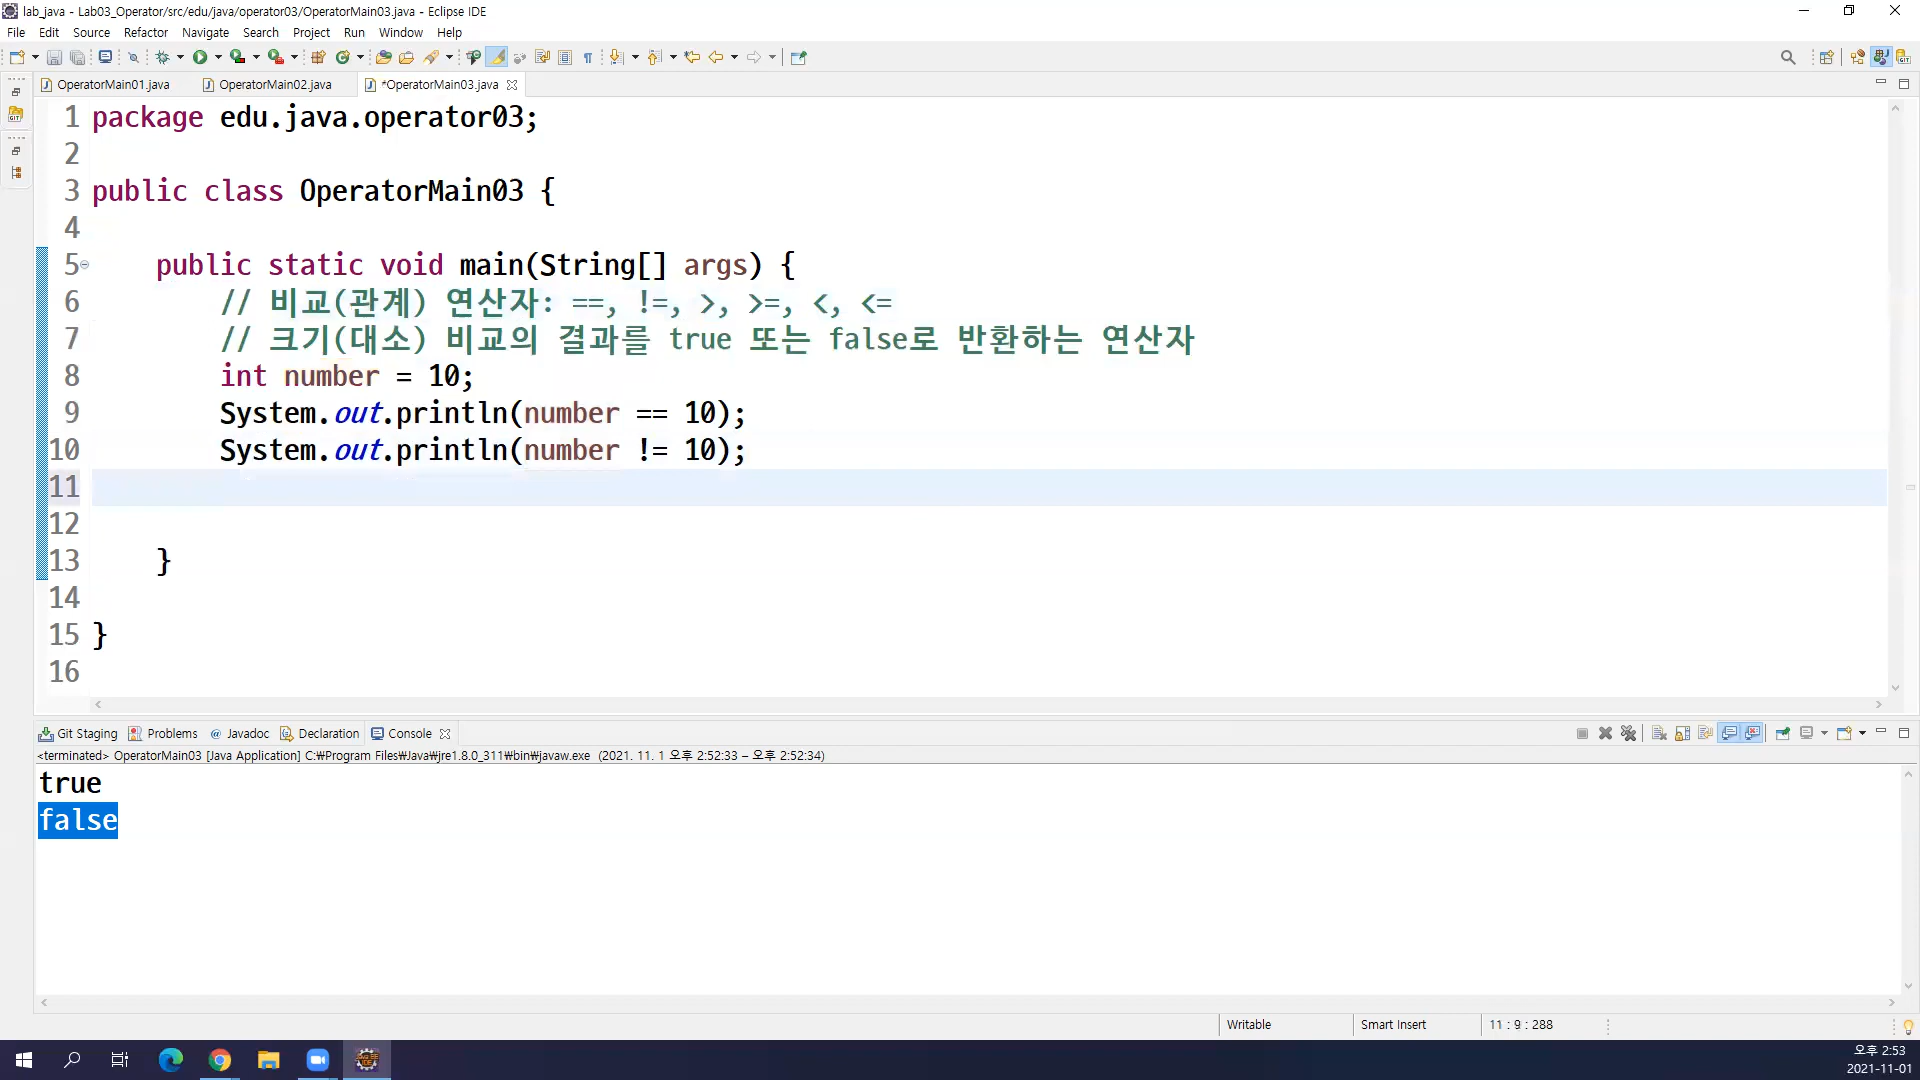 lab_java - Lab03_Operator/src/edu/java/operator03/OperatorMain03.java - Eclipse IDE
File Edit Source Refactor Navigate Search Project Run Window Help
OperatorMain01.java OperatorMain02.java *OperatorMain03.java
1 package edu.java.operator03;
2
3 public class OperatorMain03 {
4
5 public static void main(String[] args) {
6 // 비교(관계) 연산자: ==, !=, >, >=, <, <=
7 // 크기(대소) 비교의 결과를 true 또는 false로 반환하는 연산자
8 int number = 10;
9 System.out.println(number == 10);
10 System.out.println(number != 10);
11
12
13 }
14
15 }
16
Git Staging Problems @ Javadoc Declaration Console
<terminated> OperatorMain03 [Java Application] C:₩Program Files₩Java₩jre1.8.0_311₩bin₩javaw.exe (2021. 11. 1 오후 2:52:33 – 오후 2:52:34)
true
false
Writable Smart Insert 11 : 9 : 288
오후 2:53
2021-11-01